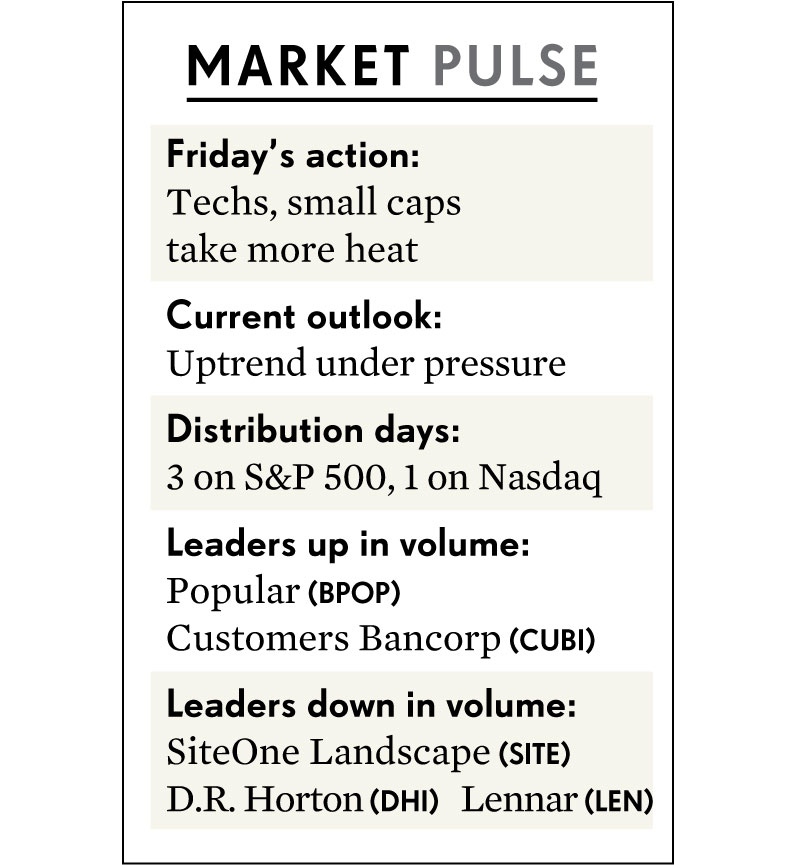 MARKET PULSE
Friday’s action:
Techs, small caps
take more heat
Current outlook:
Uptrend under pressure
Distribution days:
3 on S&P 500, 1 on Nasdaq
Leaders up in volume:
Popular (BPOP)
Customers Bancorp (CUBI)
Leaders down in volume:
SiteOne Landscape (SITE)
D.R. Horton (DHI) Lennar (LEN)